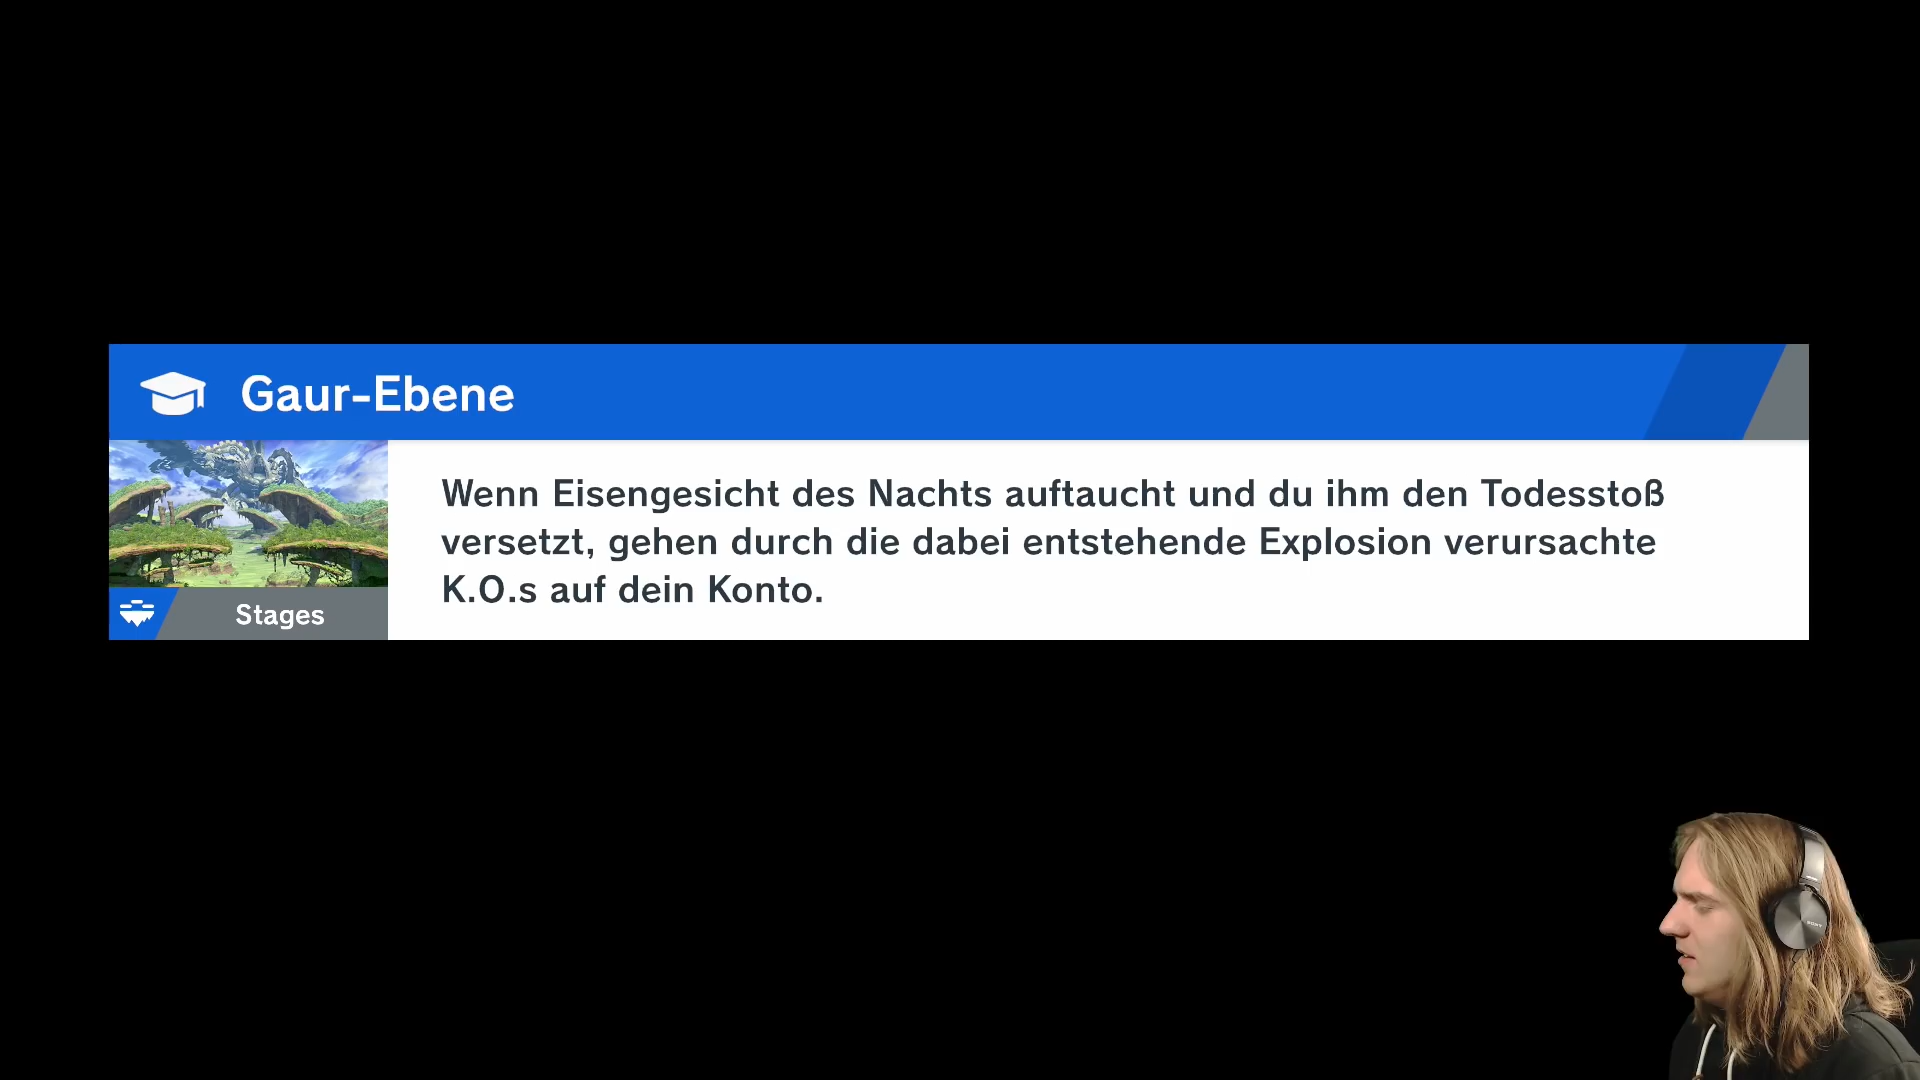 Gaur-Ebene
Wenn Eisengesicht des Nachts auftaucht und du ihm den Todesstoß
versetzt, gehen durch die dabei entstehende Explosion verursachte
K.O.s auf dein Konto.
Stages